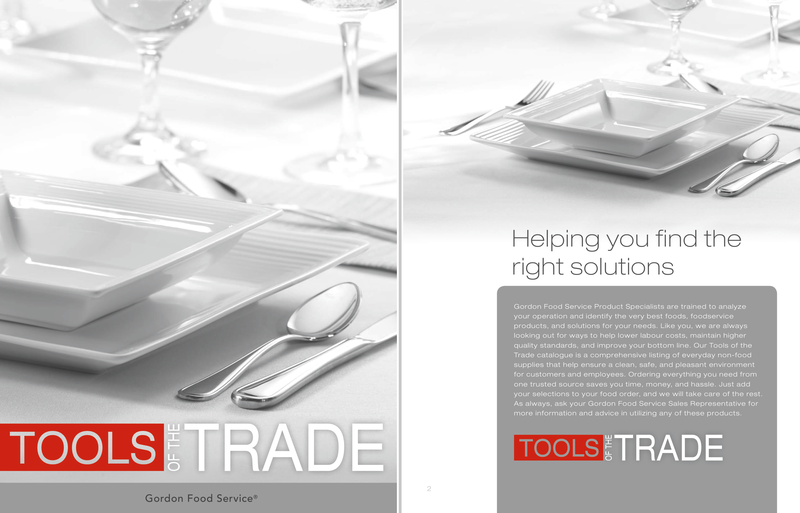 TOOLS OF THE TRADE
Gordon Food Service®
Helping you find the
right solutions
Gordon Food Service Product Specialists are trained to analyze
your operation and identify the very best foods, foodservice
products, and solutions for your needs. Like you, we are always
looking out for ways to help lower labour costs, maintain higher
quality standards, and improve your bottom line. Our Tools of the
Trade catalogue is a comprehensive listing of everyday non-food
supplies that help ensure a clean, safe, and pleasant environment
for customers and employees. Ordering everything you need from
one trusted source saves you time, money, and hassle. Just add
your selections to your food order, and we will take care of the rest.
As always, ask your Gordon Food Service Sales Representative for
more information and advice in utilizing any of these products.
TOOLS OF THE TRADE
2